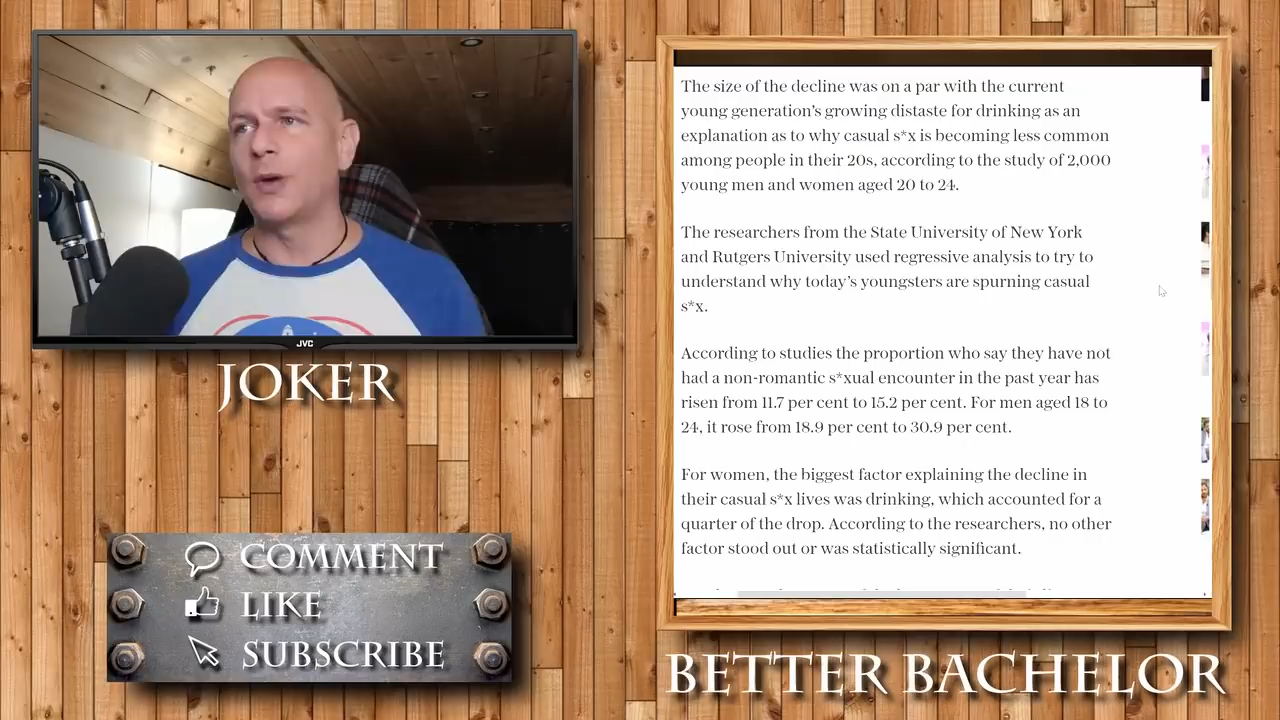 JVC
JOKER
COMMENT
LIKE
SUBSCRIBE
The size of the decline was on a par with the current
young generation's growing distaste for drinking as an
explanation as to why casual s*x is becoming less common
among people in their 20s, according to the study of 2,000
young men and women aged 20 to 24.
The researchers from the State University of New York
and Rutgers University used regressive analysis to try to
understand why today's youngsters are spurning casual
s*x.
According to studies the proportion who say they have not
had a non-romantic s*xual encounter in the past year has
risen from 11.7 per cent to 15.2 per cent. For men aged 18 to
24, it rose from 18.9 per cent to 30.9 per cent.
For women, the biggest factor explaining the decline in
their casual s*x lives was drinking, which accounted for a
quarter of the drop. According to the researchers, no other
factor stood out or was statistically significant.
BETTER BACHELOR